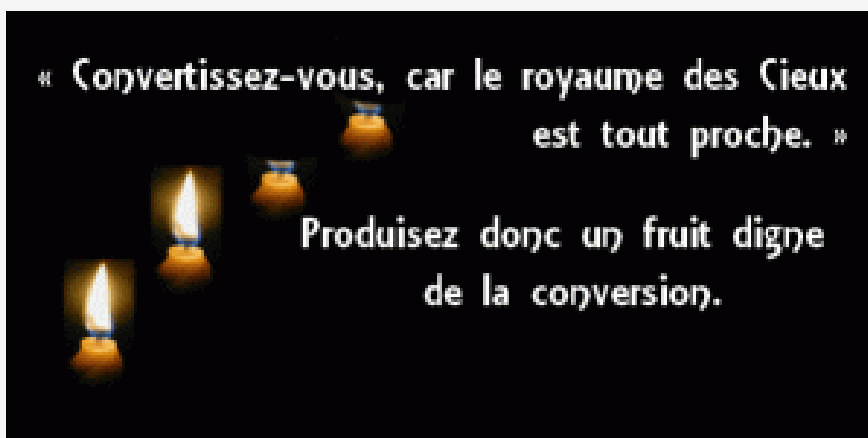 « Convertissez-vous, car le royaume des Cieux
est tout proche. »
Produisez donc un fruit digne
de la conversion.